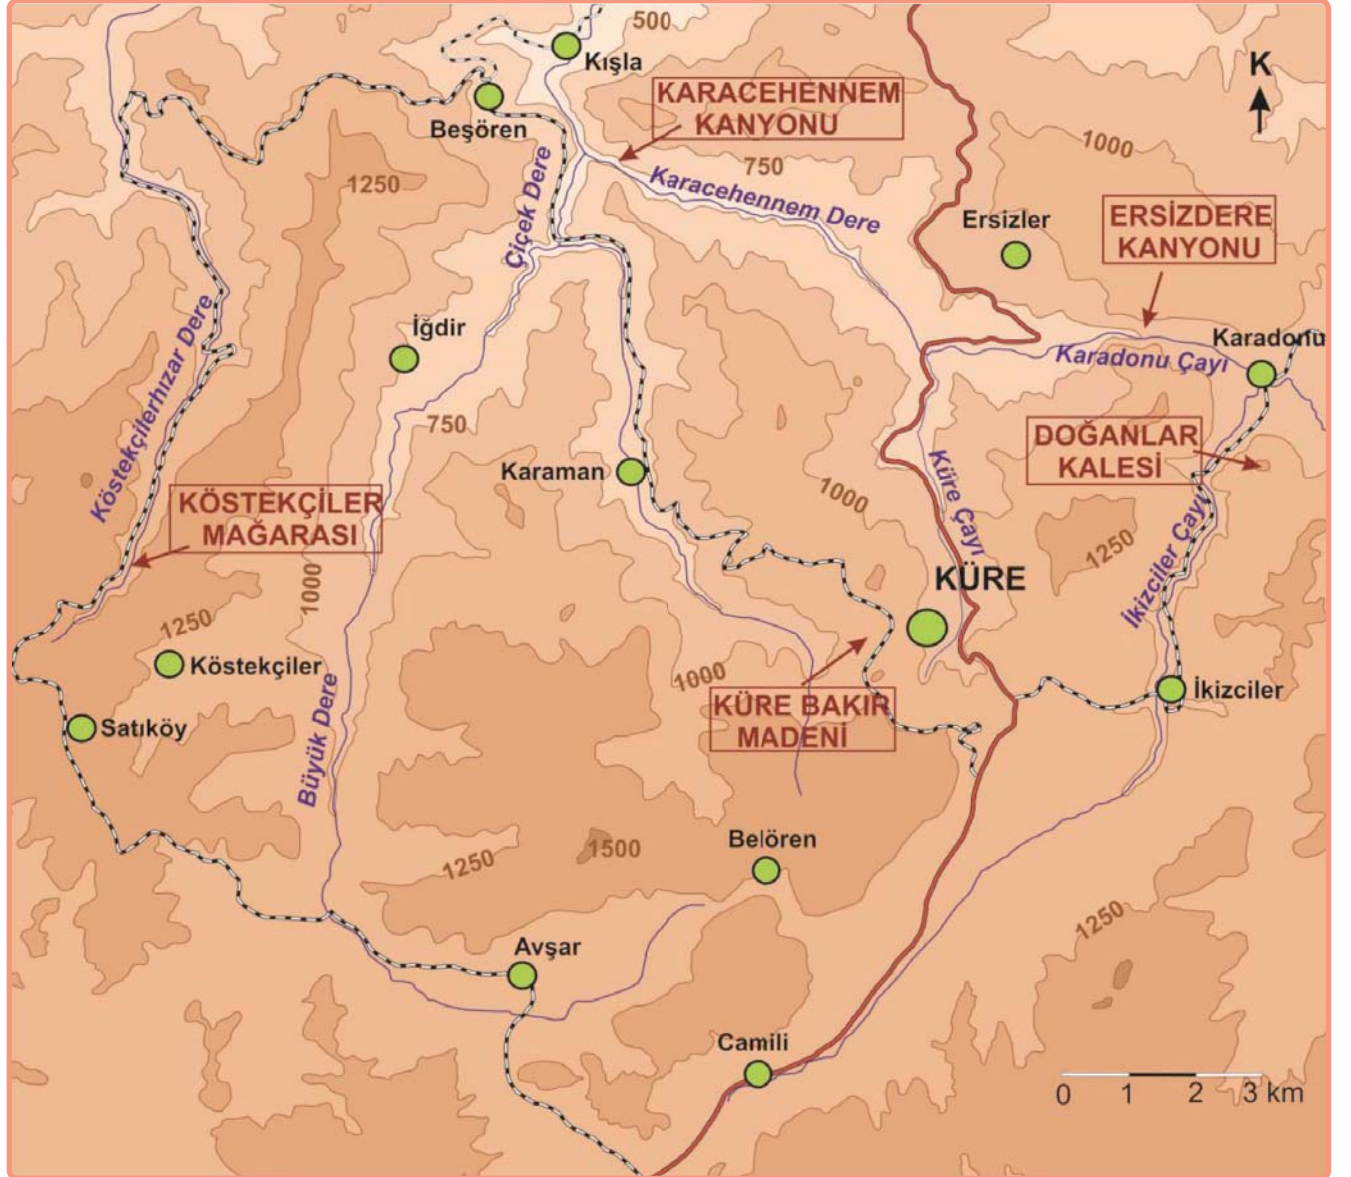 500
Kışla
K
KARACEHENNEM
KANYONU
Beşören
1000
750
1250
Çiçek Dere
Karacehennem Dere
Ersizler
ERSİZDERE
KANYONU
Köstekçilerhızar Dere
İğdir
Karadonu
Karadonu Çayı
750
DOĞANLAR
KALESİ
Karaman
Küre Çayı
1000
KÖSTEKÇİLER
MAĞARASI
1250
İkizciler Çayı
1000
KÜRE
1250
Köstekçiler
1000
İkizciler
KÜRE BAKIR
MADENİ
Satıköy
Büyük Dere
Belören
1500
1250
1250
Avşar
Camili
0 1 2 3 km